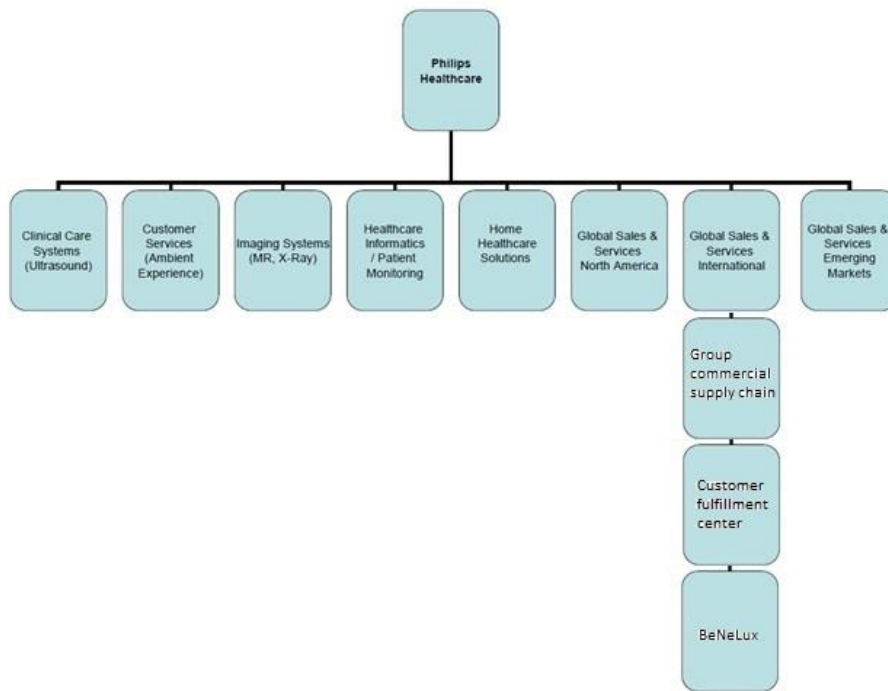 Philips
Healthcare
Clinical Care
Systems
(Ultrasound)
Customer
Services
(Ambient
Experience)
Imaging Systems
(MR, X-Ray)
Healthcare
Informatics
/ Patient
Monitoring
Home
Healthcare
Solutions
Global Sales &
Services
North America
Global Sales &
Services
International
Global Sales &
Services
Emerging
Markets
Group
commercial
supply chain
Customer
fulfillment
center
BeNeLux